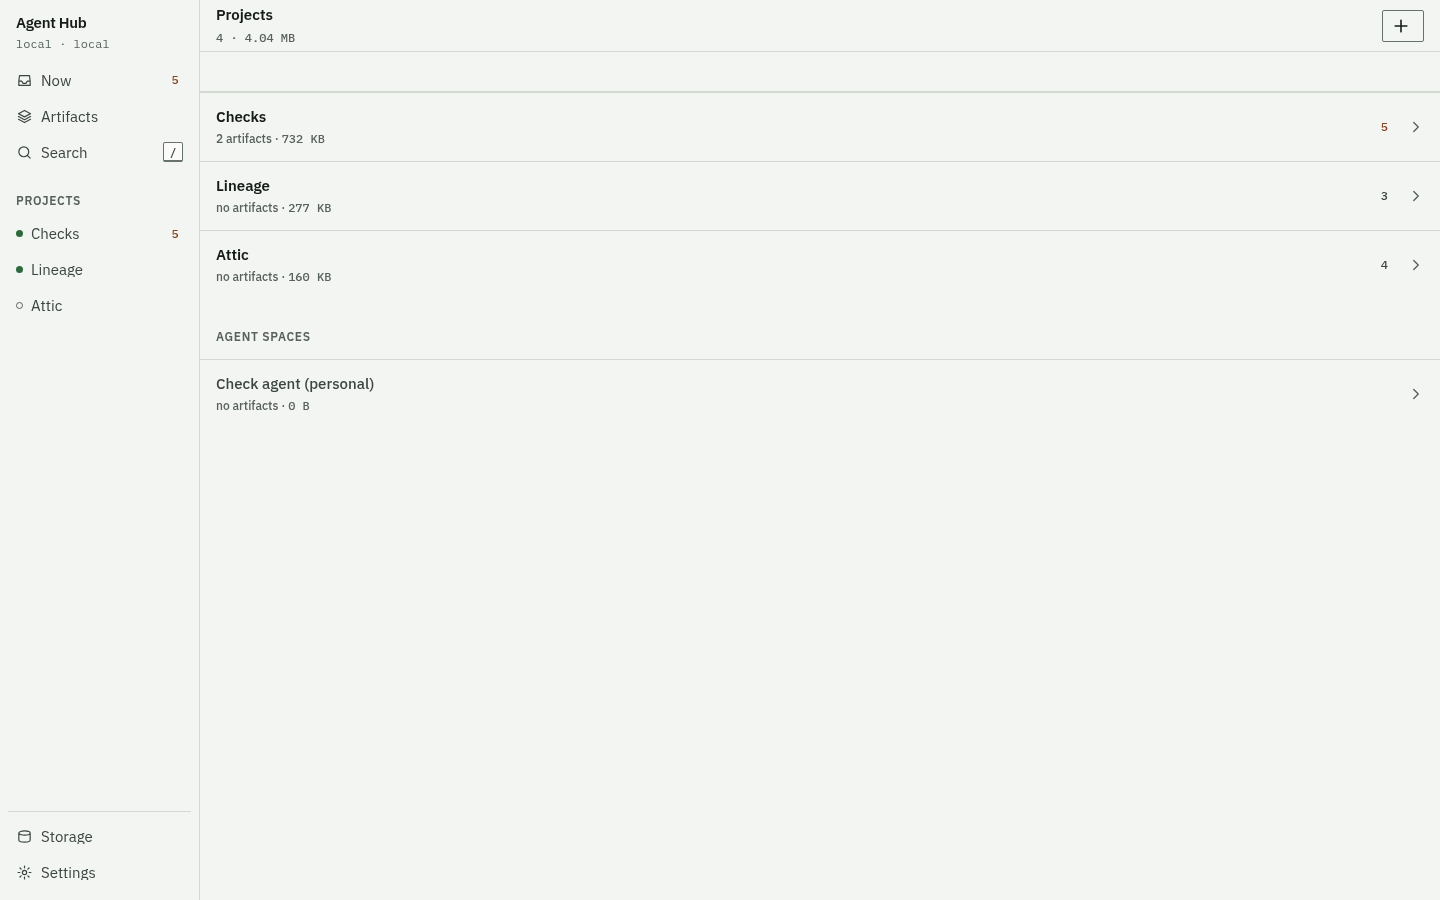 Agent Hub
local · local
Now 5
Artifacts
Search /
PROJECTS
Checks 5
Lineage
Attic
Storage
Settings
Projects
4 · 4.04 MB
Checks
2 artifacts · 732 KB
5
Lineage
no artifacts · 277 KB
3
Attic
no artifacts · 160 KB
4
AGENT SPACES
Check agent (personal)
no artifacts · 0 B